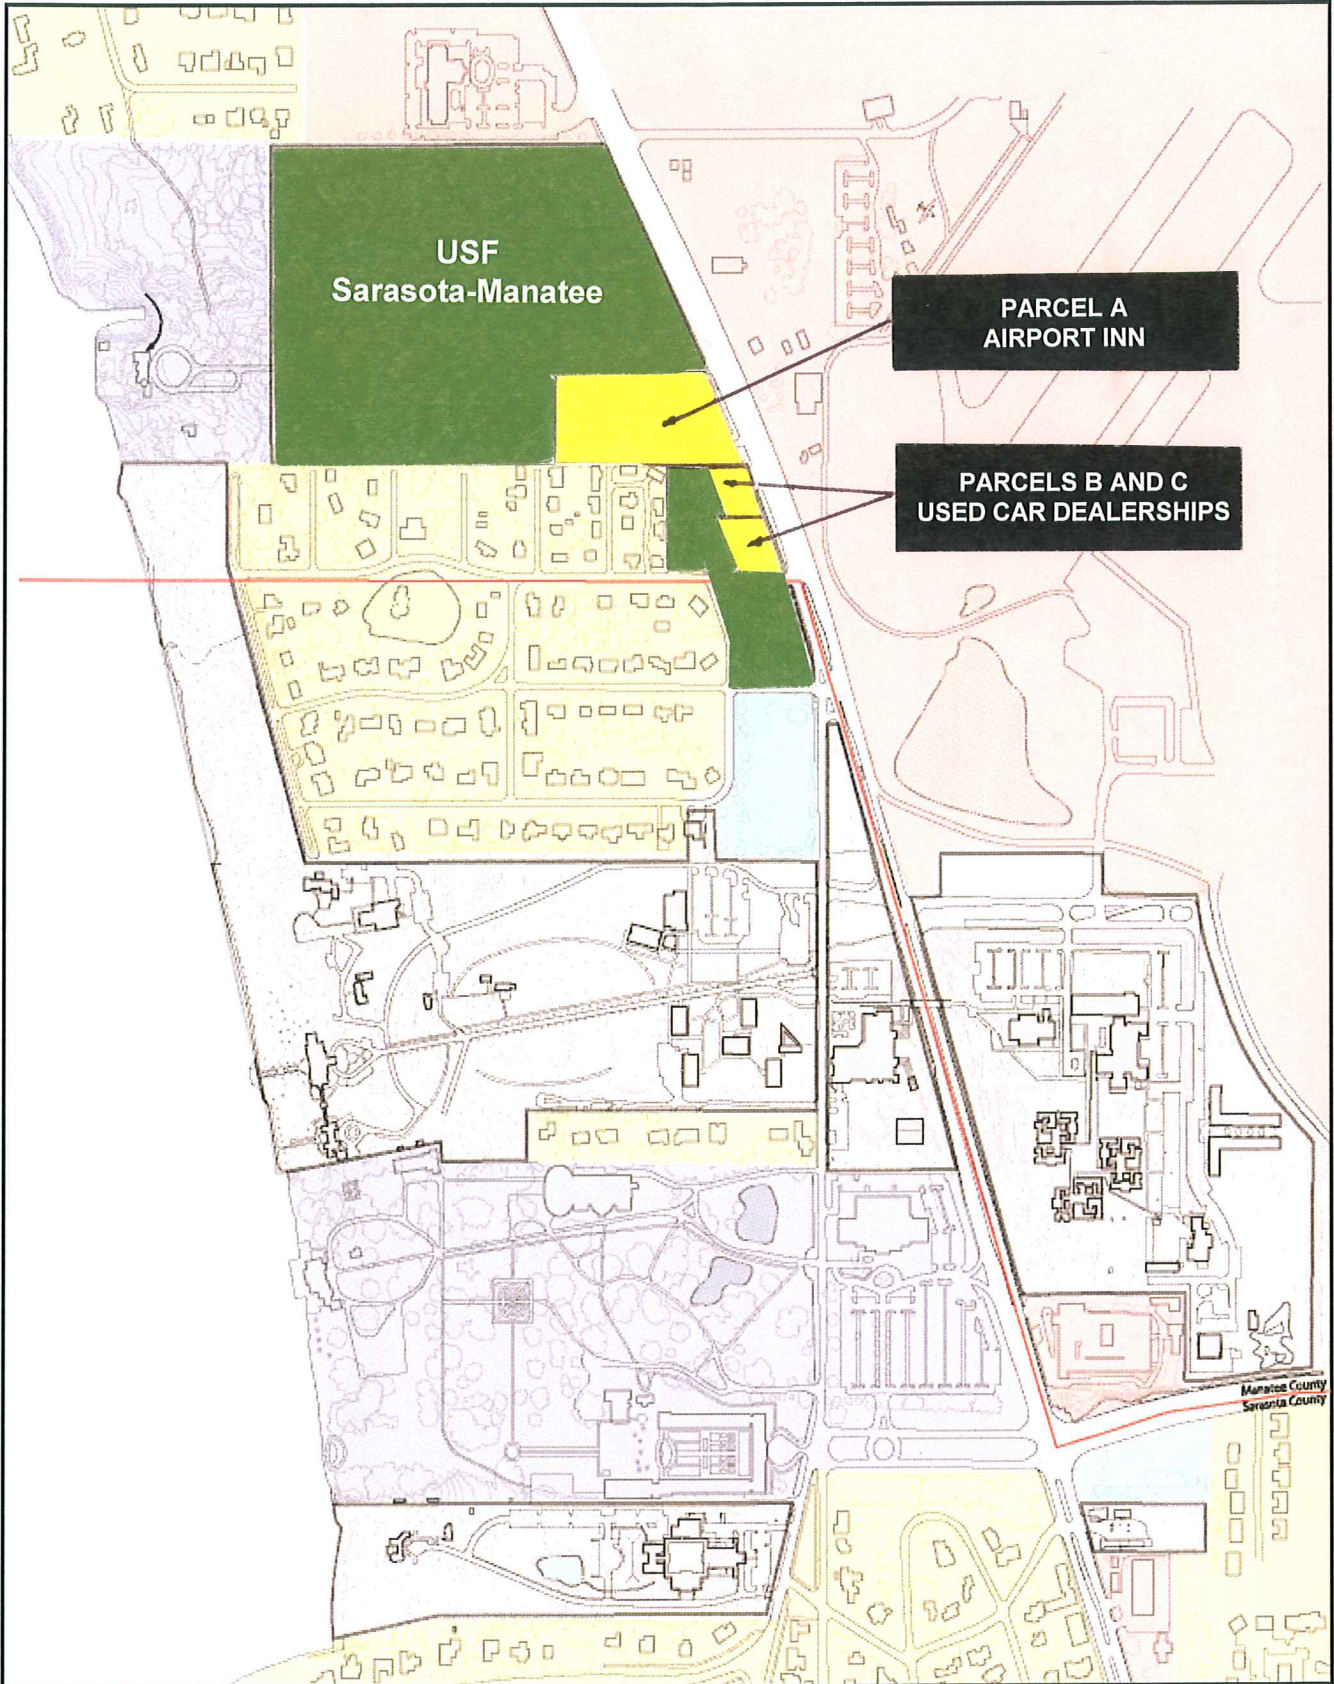 USF
Sarasota-Manatee
PARCEL A
AIRPORT INN
PARCELS B AND C
USED CAR DEALERSHIPS
Manatee County
Sarasota County